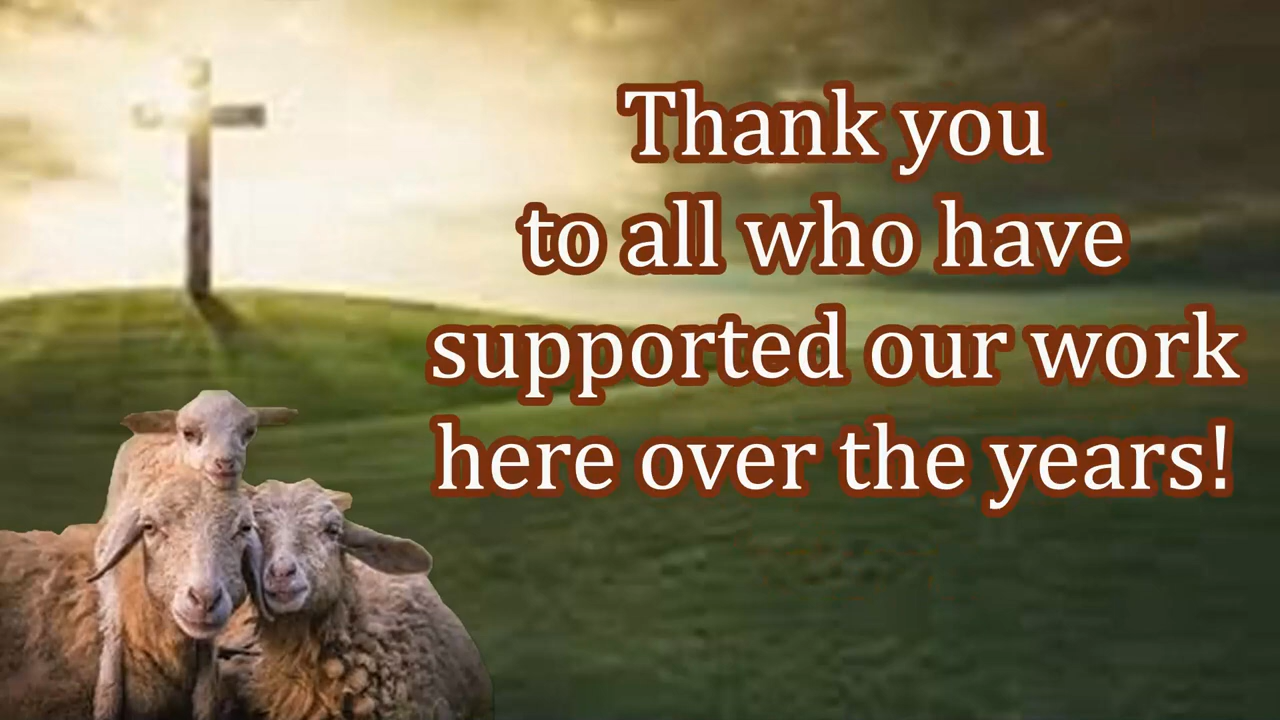 Thank you
to all who have
supported our work
here over the years!